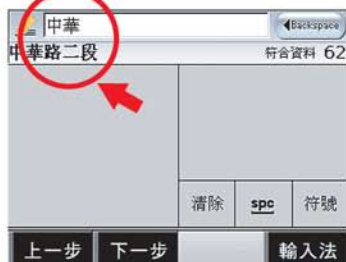 中華
Backspace
中華路二段
符合資料 62
清除 spc 符號
上一步 下一步 輸入法